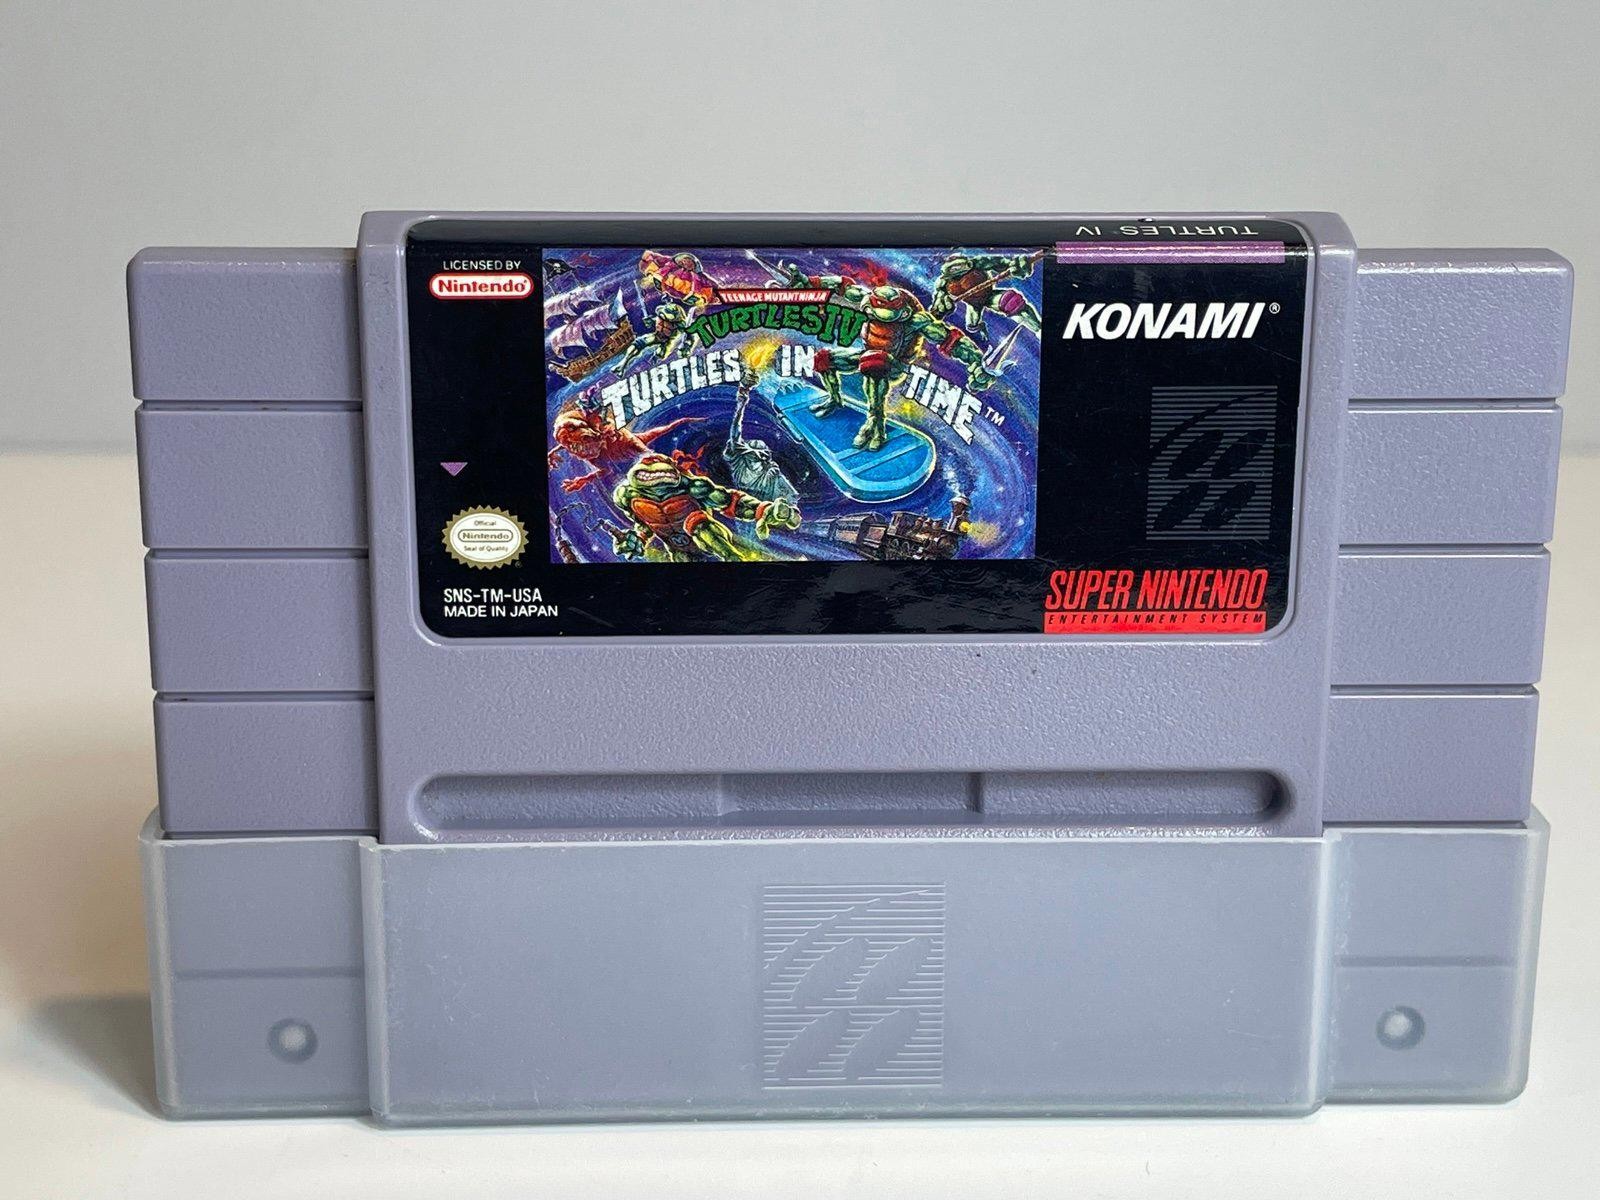 TURTLES IV
LICENSED BY
Nintendo®
KONAMI®
TEENAGE MUTANT NINJA
TURTLES IV
TURTLES IN TIME™
Official
Nintendo
Seal of Quality
SNS-TM-USA
MADE IN JAPAN
SUPER NINTENDO
ENTERTAINMENT SYSTEM